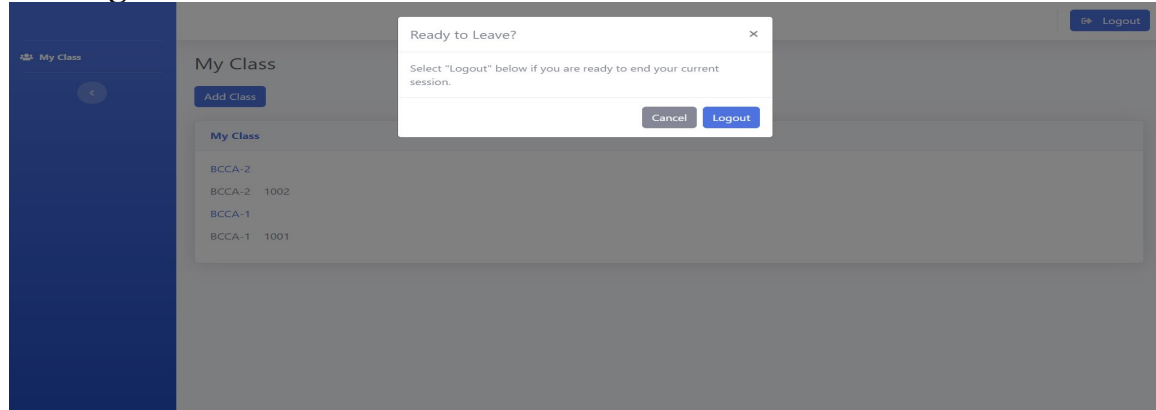 Logout
My Class
My Class
Add Class
My Class
BCCA-2
BCCA-2 1002
BCCA-1
BCCA-1 1001
Ready to Leave? ×
Select "Logout" below if you are ready to end your current
session.
Cancel Logout